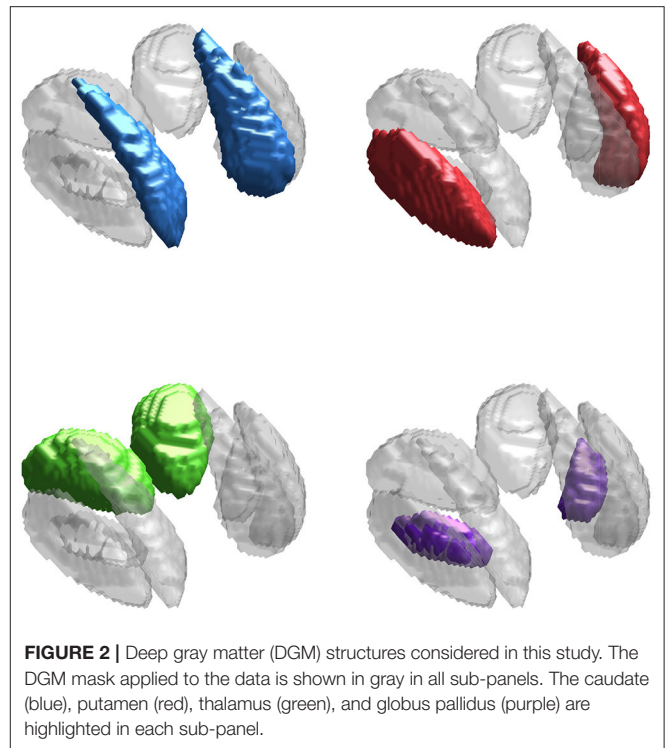 FIGURE 2 | Deep gray matter (DGM) structures considered in this study. The
DGM mask applied to the data is shown in gray in all sub-panels. The caudate
(blue), putamen (red), thalamus (green), and globus pallidus (purple) are
highlighted in each sub-panel.